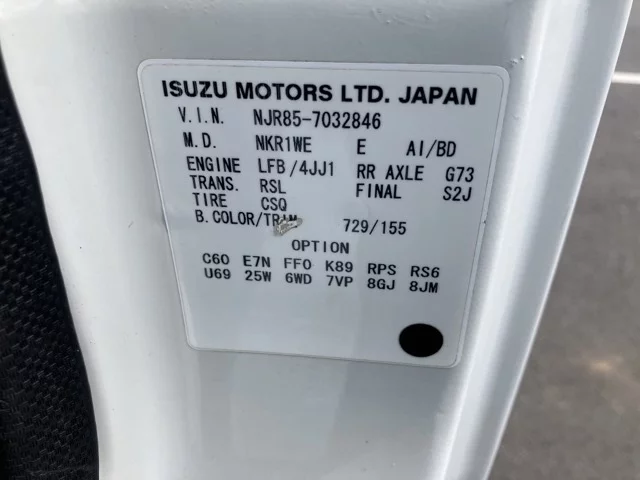 ISUZU MOTORS LTD. JAPAN
V.I.N. NJR85-7032846
M.D. NKR1WE E AI/BD
ENGINE LFB/4JJ1 RR AXLE G73
TRANS. RSL FINAL S2J
TIRE CSQ
B.COLOR/TRIM 729/155
OPTION
C60 E7N FF0 K89 RPS RS6
U69 25W 6WD 7VP 8GJ 8JM